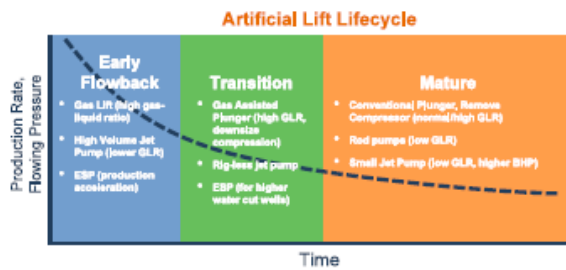 Artificial Lift Lifecycle
Production Rate,
Flowing Pressure
Early
Flowback
• Gas Lift (high gas-
liquid ratio)
• High Volume Jet
Pump (lower GLR)
• ESP (production
acceleration)
Transition
• Gas Assisted
Plunger (high GLR,
downsize
compression)
• Rig-less jet pump
• ESP (for higher
water cut wells)
Mature
• Conventional Plunger, Remove
Compressor (normal/high GLR)
• Rod pumps (low GLR)
• Small Jet Pump (low GLR, higher BHP)
Time